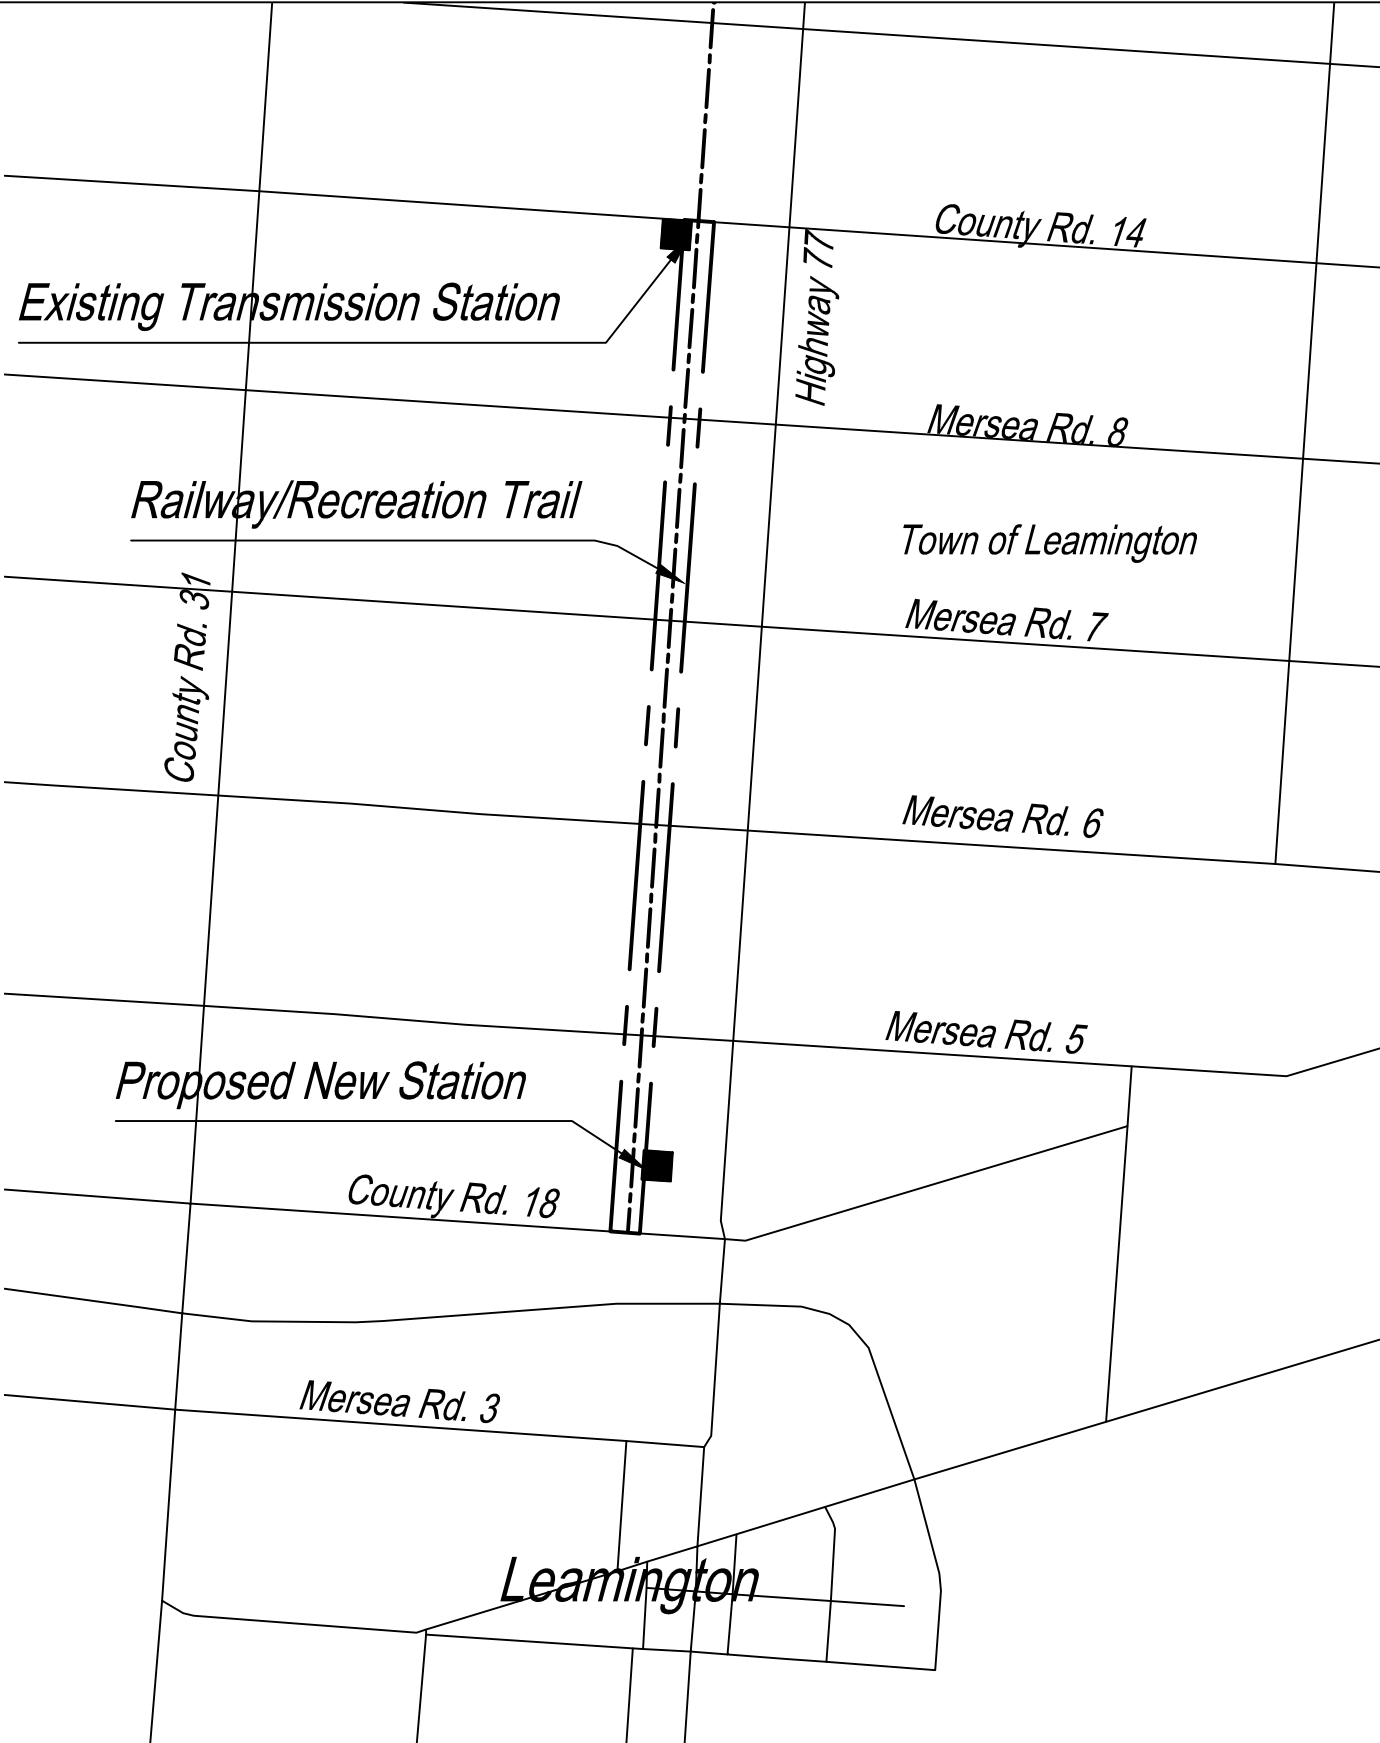 County Rd. 14
Highway 77
Existing Transmission Station
Mersea Rd. 8
Railway/Recreation Trail
Town of Leamington
County Rd. 31
Mersea Rd. 7
Mersea Rd. 6
Mersea Rd. 5
Proposed New Station
County Rd. 18
Mersea Rd. 3
Leamington